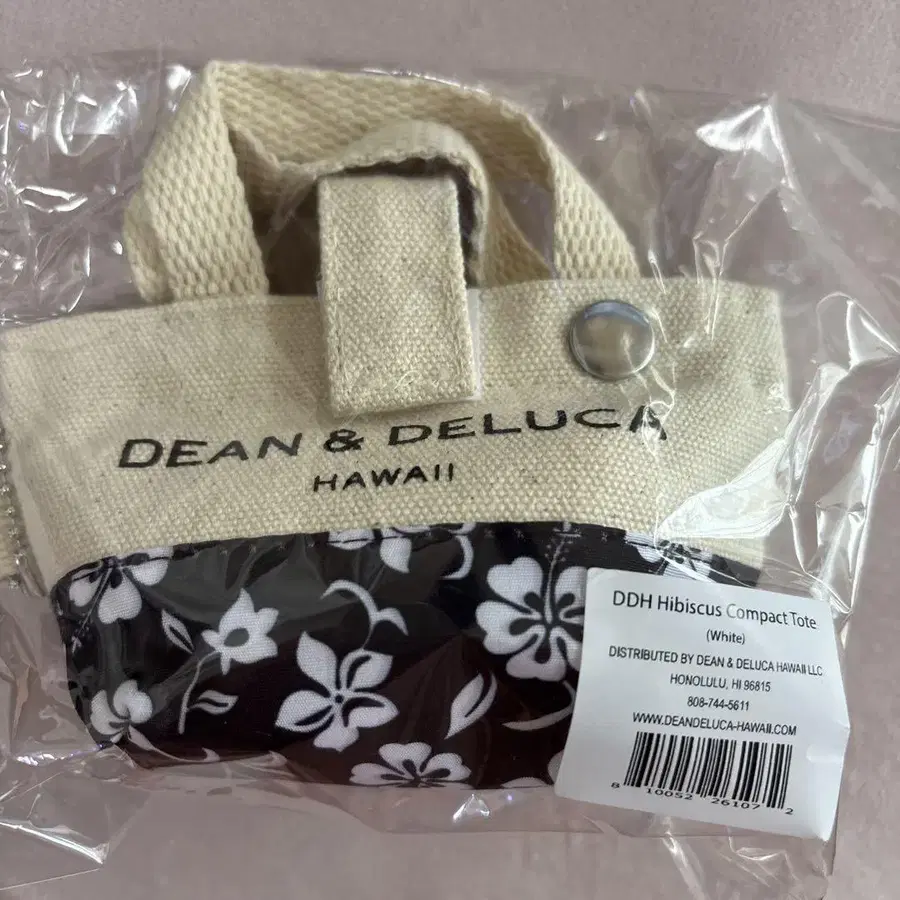 DEAN & DELUCA
HAWAII
DDH Hibiscus Compact Tote
(White)
DISTRIBUTED BY DEAN & DELUCA HAWAII LLC
HONOLULU, HI 96815
808-744-5611
WWW.DEANDELUCA-HAWAII.COM
8 10052 26107 2